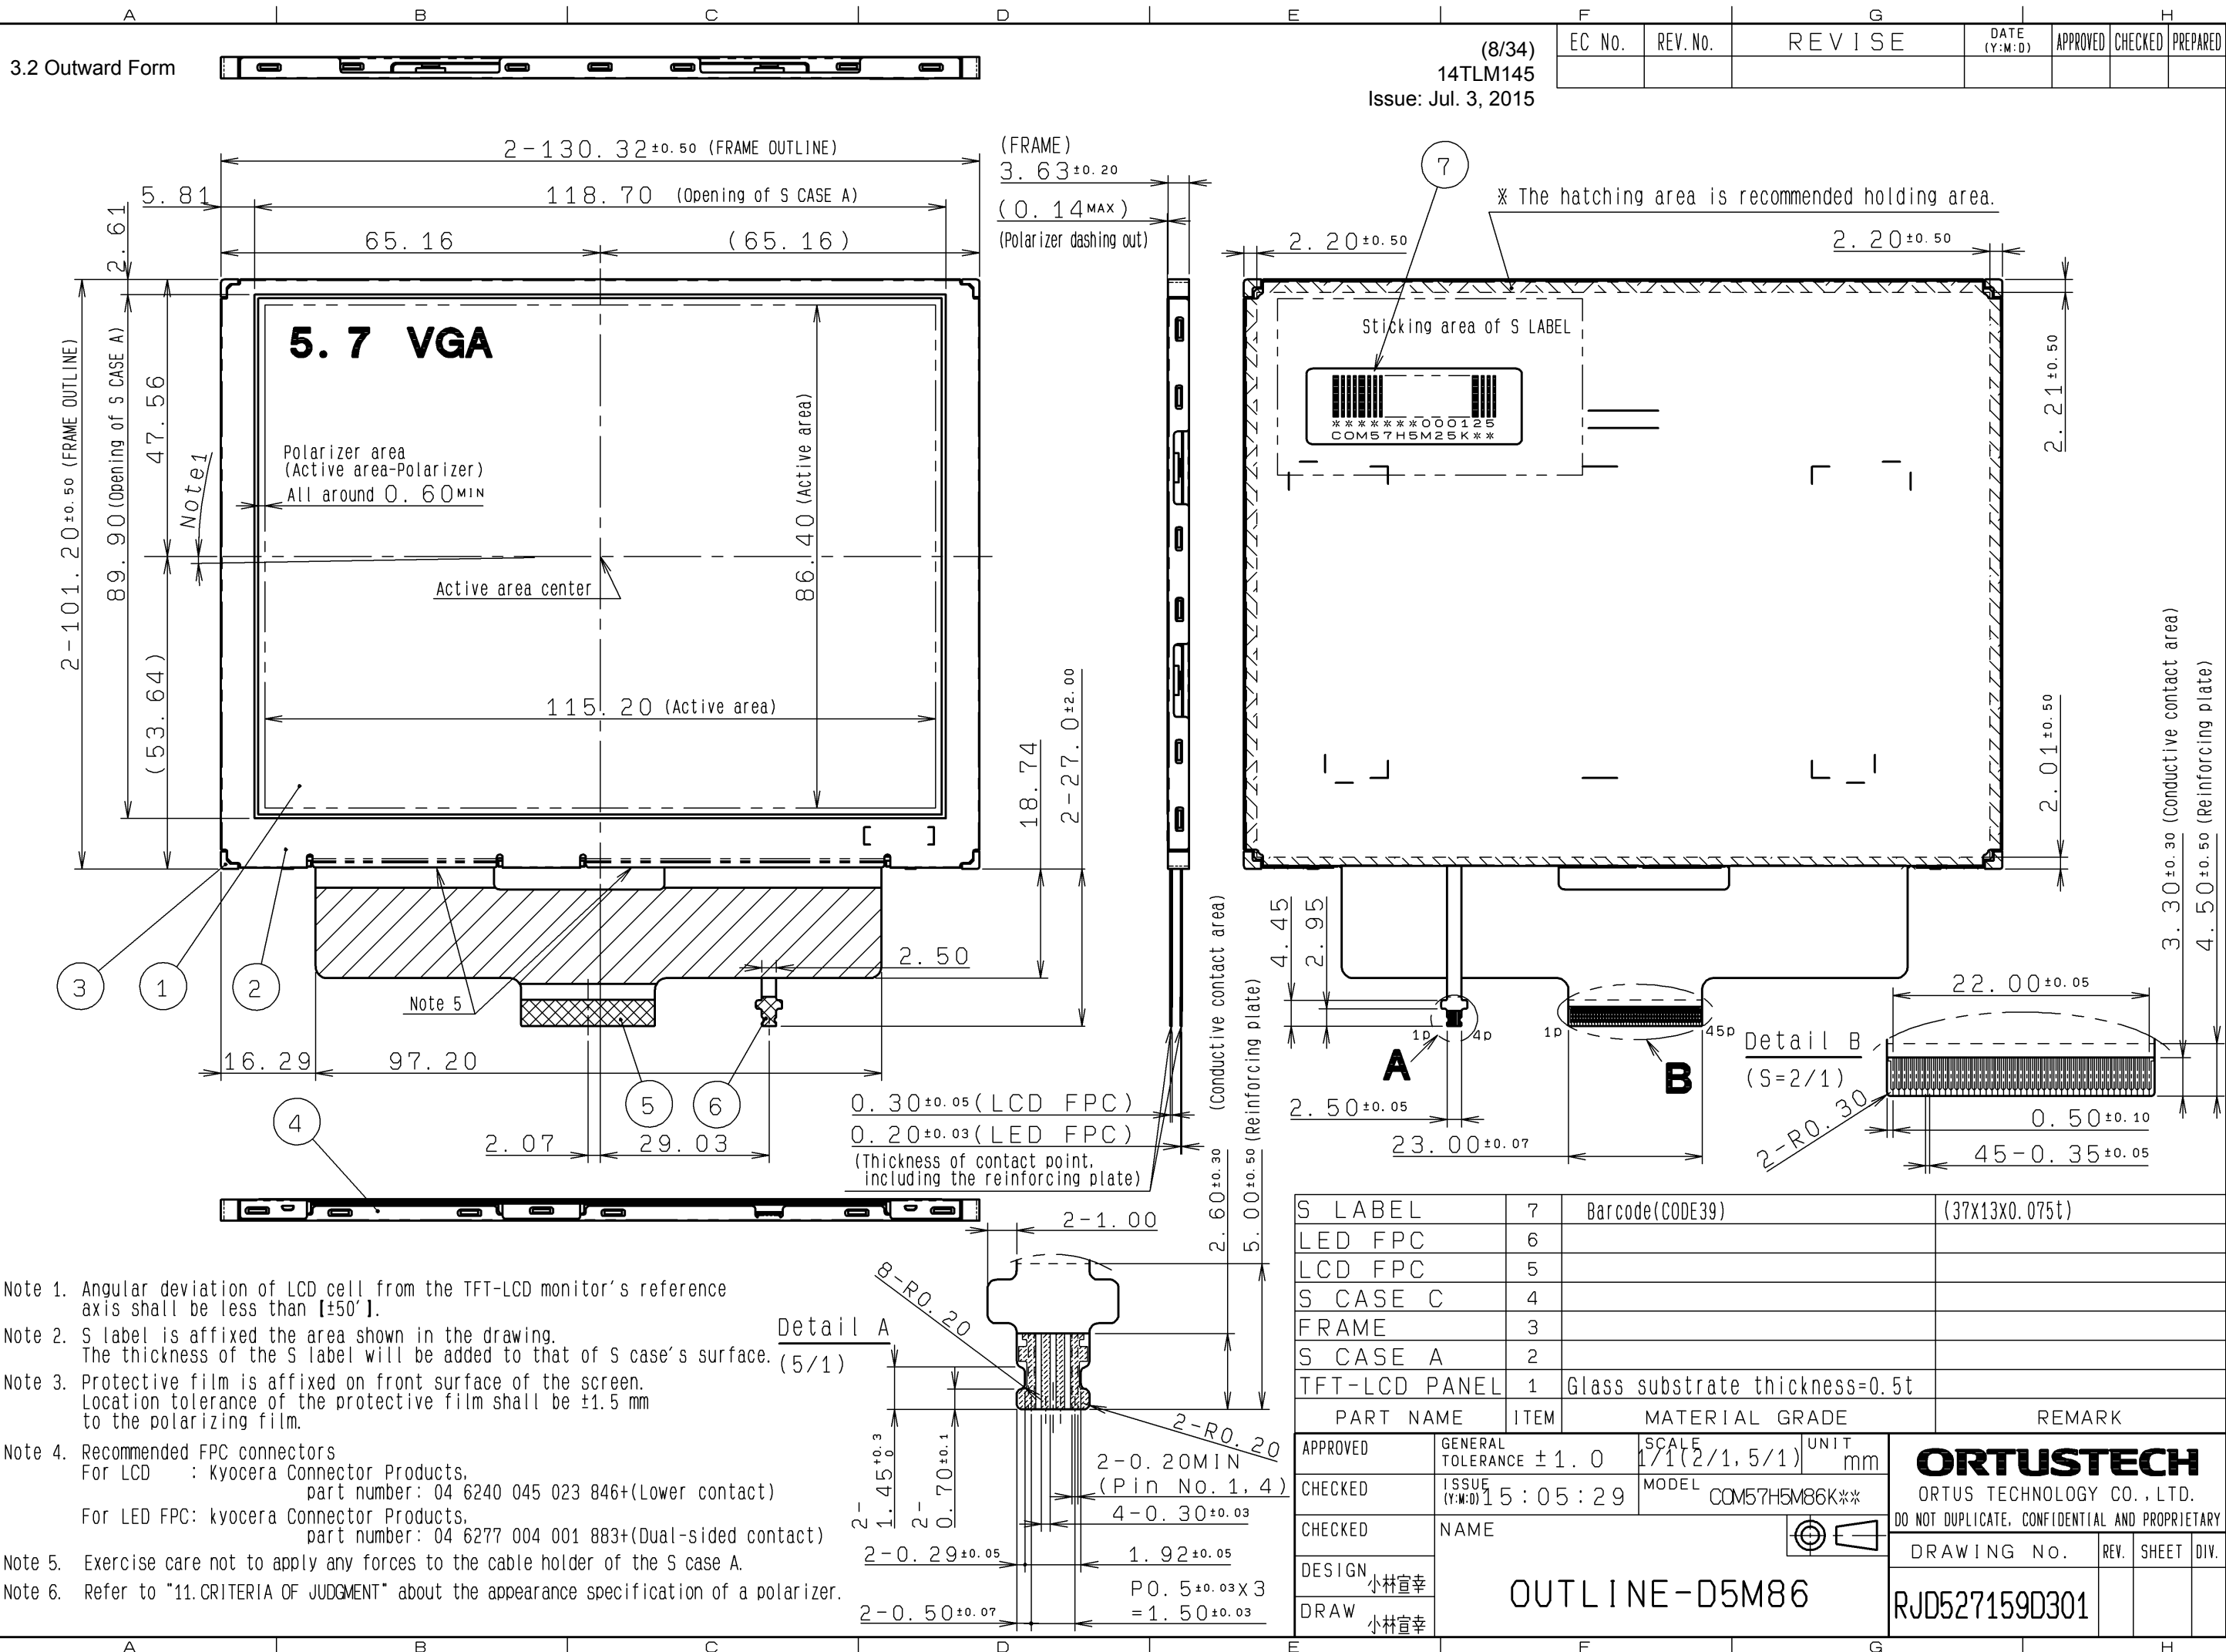 A B C D E F G H
3.2 Outward Form
(8/34)
14TLM145
Issue: Jul. 3, 2015
EC No. REV. No. REVISE DATE (Y:M:D) APPROVED CHECKED PREPARED
2-130.32±0.50 (FRAME OUTLINE)
5.81
118.70 (Opening of S CASE A)
65.16
(65.16)
2.61
2-101.20±0.50 (FRAME OUTLINE)
89.90 (Opening of S CASE A)
47.56
(53.64)
Note1
5.7 VGA
Polarizer area
(Active area-Polarizer)
All around 0.60MIN
86.40 (Active area)
Active area center
115.20 (Active area)
18.74
2-27.0±2.00
2.50
Note 5
3
1
2
16.29
97.20
5
6
4
2.07
29.03
(FRAME)
3.63±0.20
(0.14MAX)
(Polarizer dashing out)
0.30±0.05(LCD FPC)
0.20±0.03(LED FPC)
(Thickness of contact point,
including the reinforcing plate)
7
※ The hatching area is recommended holding area.
2.20±0.50
2.20±0.50
Sticking area of S LABEL
*******000125
COM57H5M25K**
2.21±0.50
2.01±0.50
3.30±0.30 (Conductive contact area)
4.50±0.50 (Reinforcing plate)
4.45
2.95
1p 4p
A
1p 45p
B
2.50±0.05
23.00±0.07
Detail B
(S=2/1)
22.00±0.05
2-R0.30
0.50±0.10
45-0.35±0.05
2.60±0.30 (Conductive contact area)
5.00±0.50 (Reinforcing plate)
Detail A
(5/1)
2-1.00
8-R0.20
2-R0.20
2-1.45+0.3 0
2-0.70±0.1
2-0.20MIN
(Pin No. 1, 4)
4-0.30±0.03
2-0.29±0.05
1.92±0.05
P0.5±0.03X3
=1.50±0.03
2-0.50±0.07
Note 1. Angular deviation of LCD cell from the TFT-LCD monitor's reference
axis shall be less than [±50'].
Note 2. S label is affixed the area shown in the drawing.
The thickness of the S label will be added to that of S case's surface.
Note 3. Protective film is affixed on front surface of the screen.
Location tolerance of the protective film shall be ±1.5 mm
to the polarizing film.
Note 4. Recommended FPC connectors
For LCD : Kyocera Connector Products,
part number: 04 6240 045 023 846+(Lower contact)
For LED FPC: kyocera Connector Products,
part number: 04 6277 004 001 883+(Dual-sided contact)
Note 5. Exercise care not to apply any forces to the cable holder of the S case A.
Note 6. Refer to "11.CRITERIA OF JUDGMENT" about the appearance specification of a polarizer.
S LABEL 7 Barcode(CODE39) (37X13X0.075t)
LED FPC 6
LCD FPC 5
S CASE C 4
FRAME 3
S CASE A 2
TFT-LCD PANEL 1 Glass substrate thickness=0.5t
PART NAME ITEM MATERIAL GRADE REMARK
APPROVED
GENERAL TOLERANCE ±1.0
SCALE 1/1(2/1,5/1)
UNIT mm
CHECKED
ISSUE (Y:M:D) 15:05:29
MODEL COM57H5M86K**
CHECKED
NAME
OUTLINE-D5M86
DESIGN 小林宣幸
DRAW 小林宣幸
ORTUSTECH
ORTUS TECHNOLOGY CO.,LTD.
DO NOT DUPLICATE, CONFIDENTIAL AND PROPRIETARY
DRAWING No. REV. SHEET DIV.
RJD527159D301
A B C D E F G H